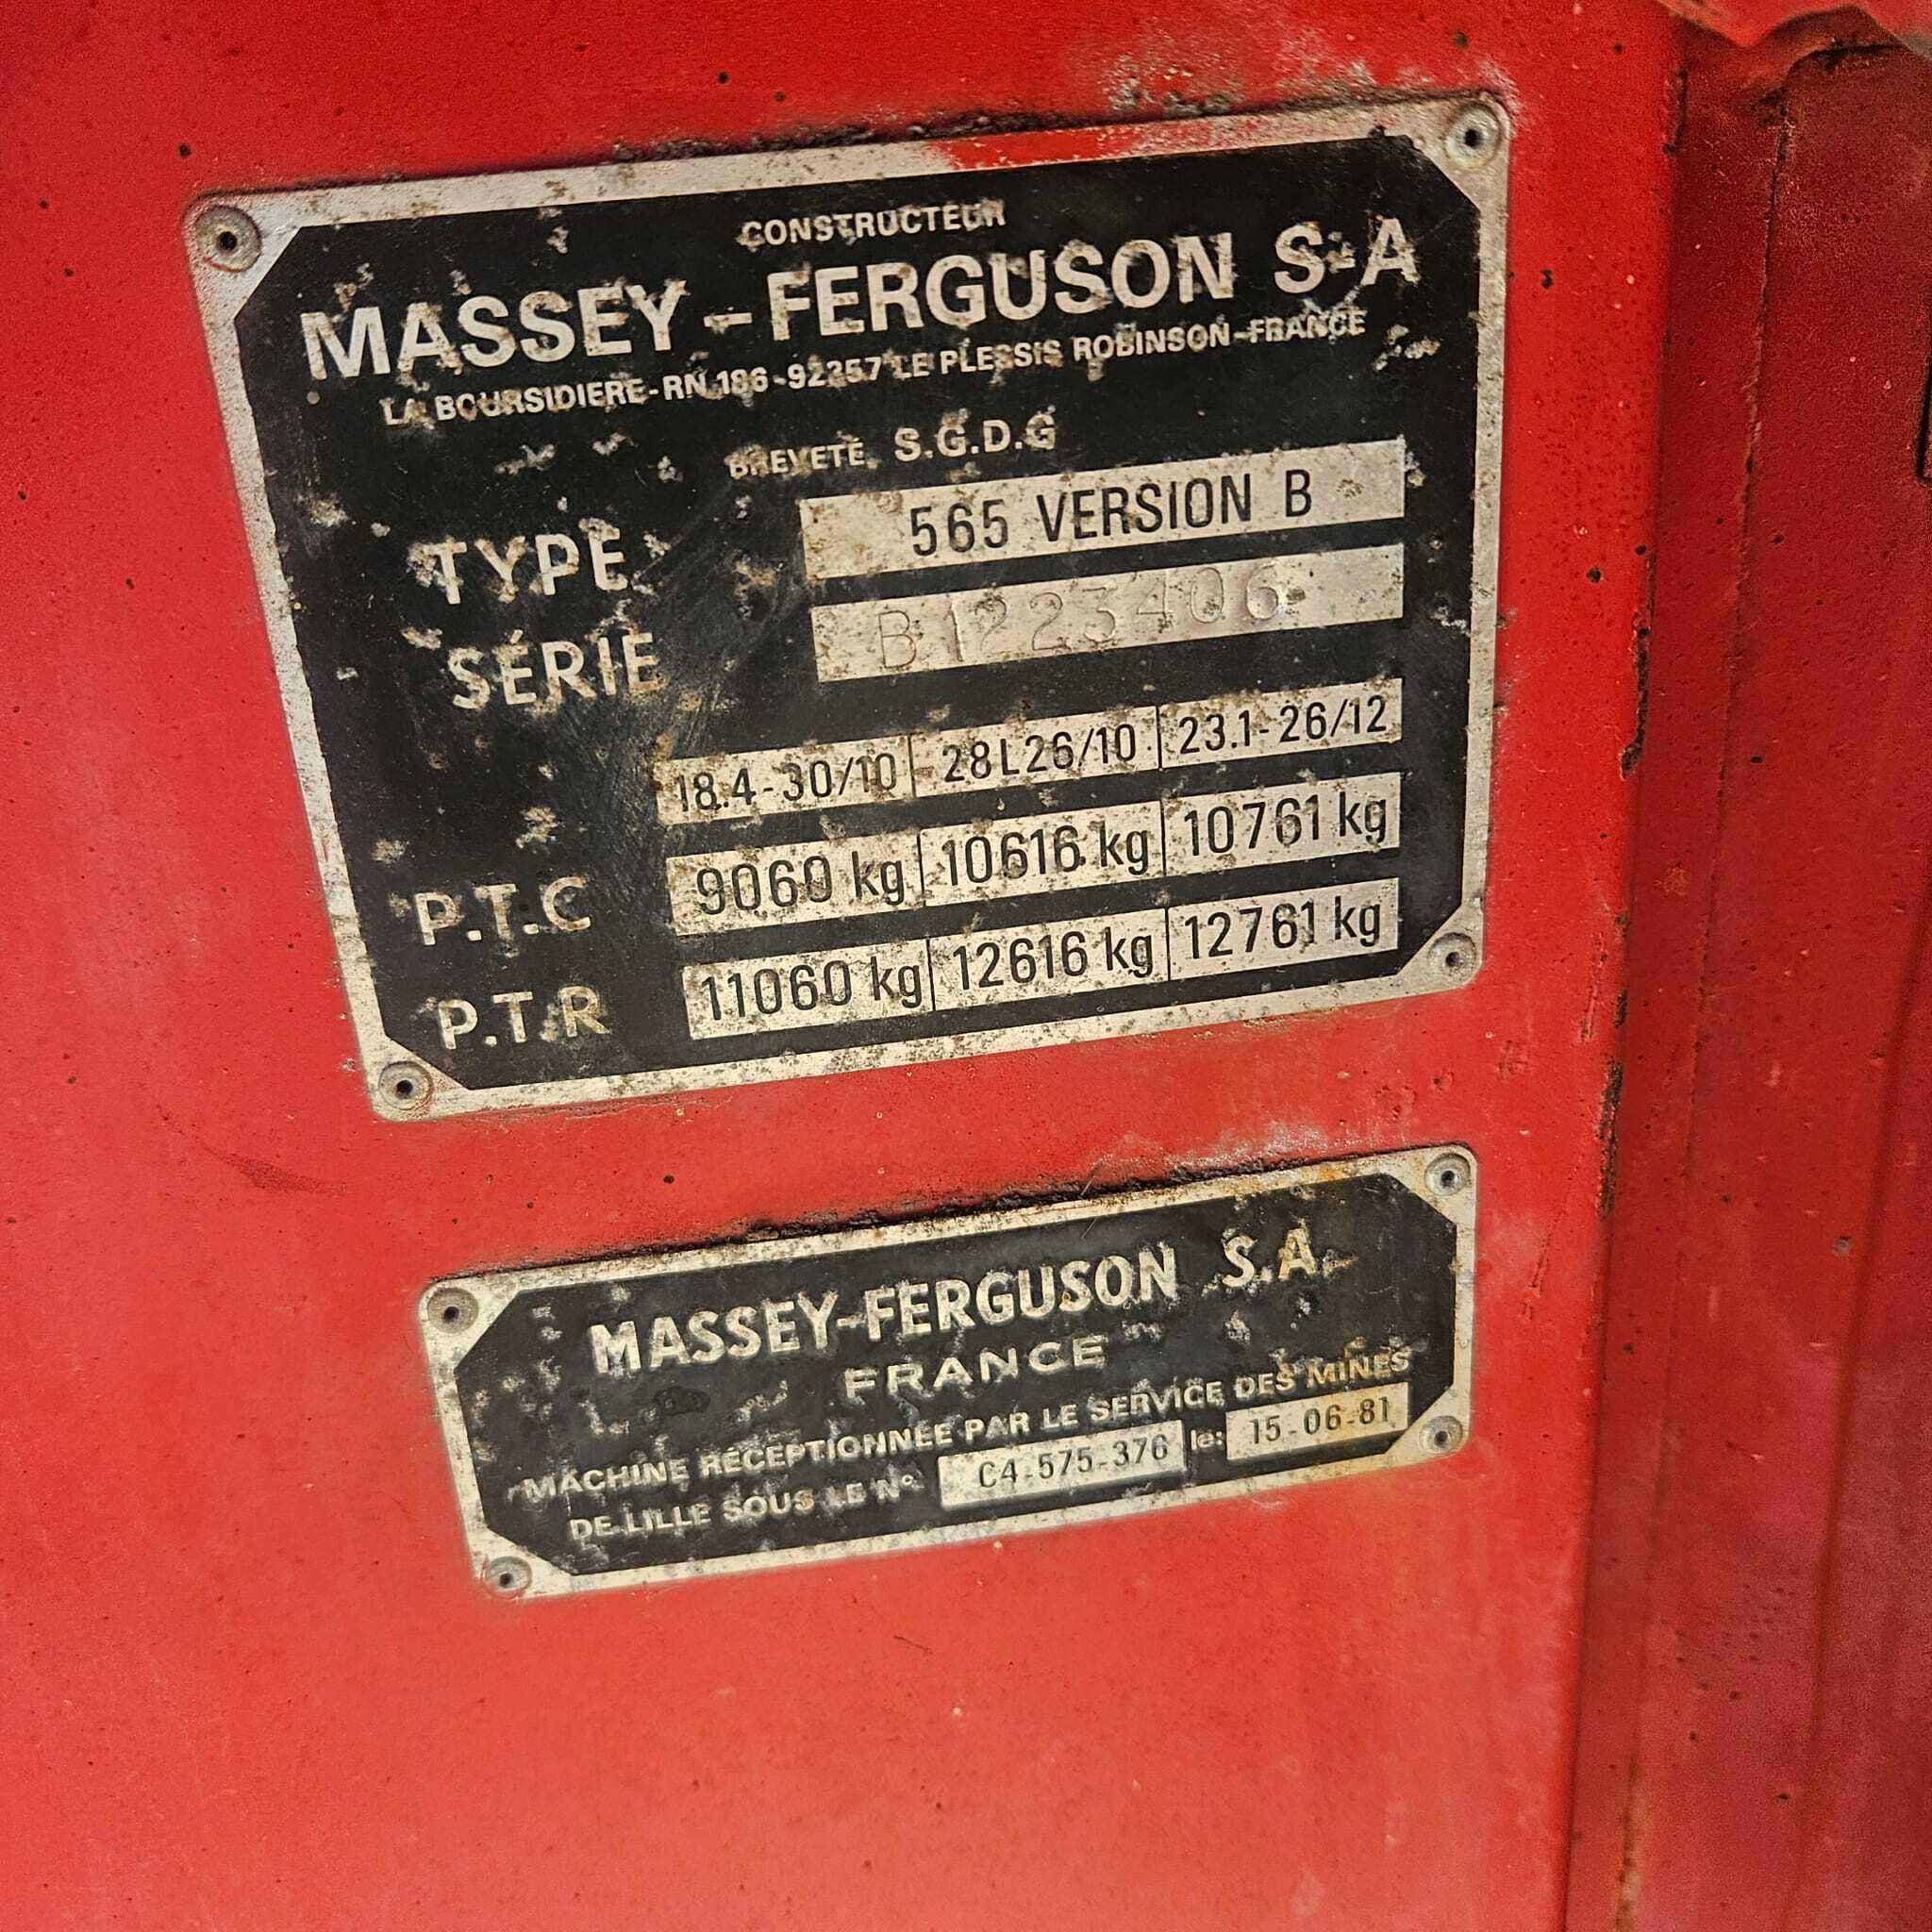 CONSTRUCTEUR
MASSEY-FERGUSON S.A
LA BOURSIDIERE-RN 186-92357 LE PLESSIS ROBINSON-FRANCE
BREVETÉ S.G.D.G
TYPE 565 VERSION B
SÉRIE B1223406
18.4-30/10 28L26/10 23.1-26/12
P.T.C 9060 kg 10616 kg 10761 kg
P.T.R 11060 kg 12616 kg 12761 kg
MASSEY-FERGUSON S.A.
FRANCE
MACHINE RÉCEPTIONNÉE PAR LE SERVICE DES MINES
DE LILLE SOUS LE N° C4-575-376 le: 15-06-81